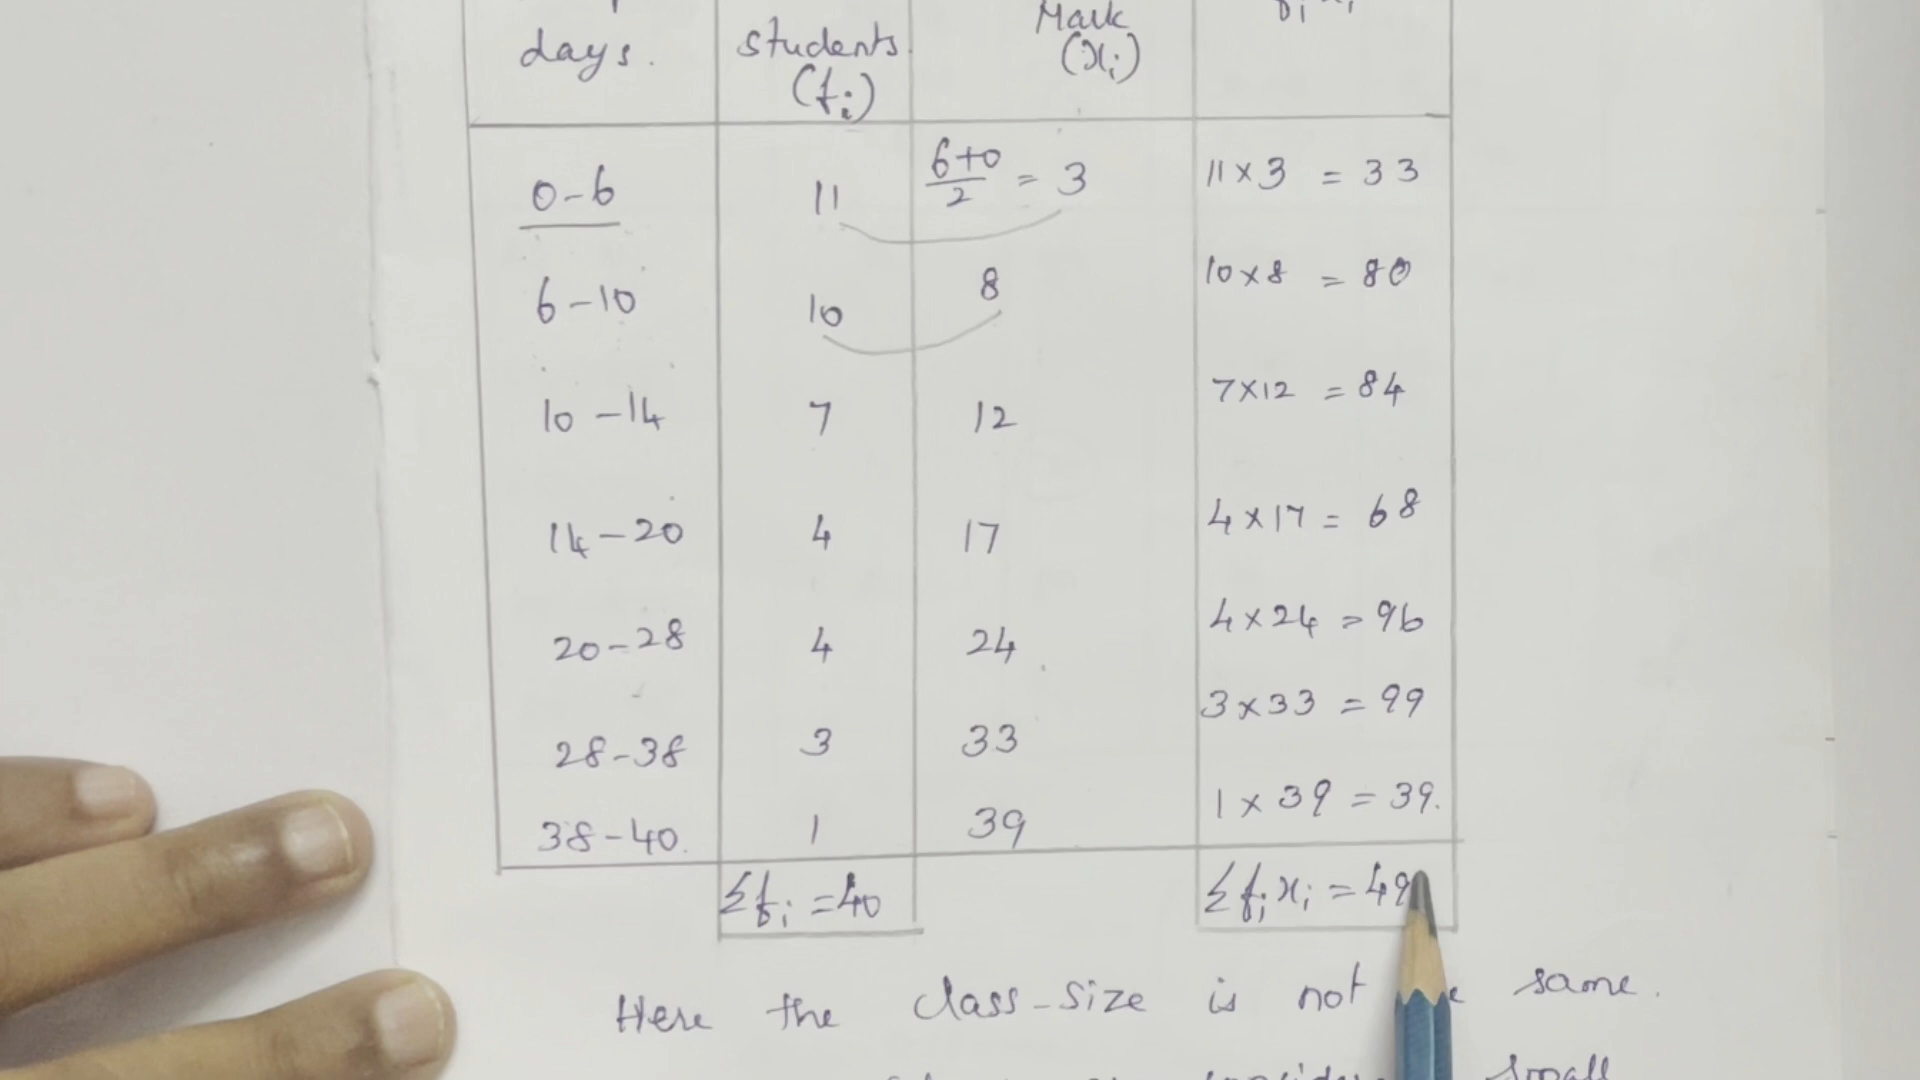 days. students Mark
(fi) (xi)
0-6 11 6+0/2 = 3 11 x 3 = 33
6-10 10 8 10 x 8 = 80
10-14 7 12 7 x 12 = 84
14-20 4 17 4 x 17 = 68
20-28 4 24 4 x 24 = 96
28-38 3 33 3 x 33 = 99
38-40. 1 39 1 x 39 = 39.
Σfi = 40 Σfixi = 49
Here the class-size is not same.
small